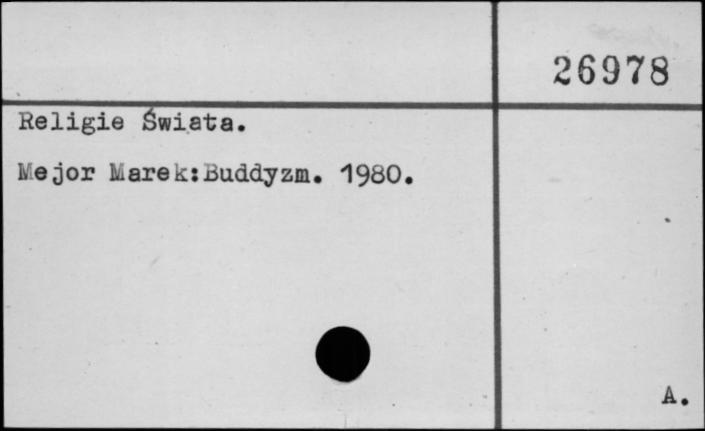 26978
Religie Świata.
Mejor Marek:Buddyzm. 1980.
A.